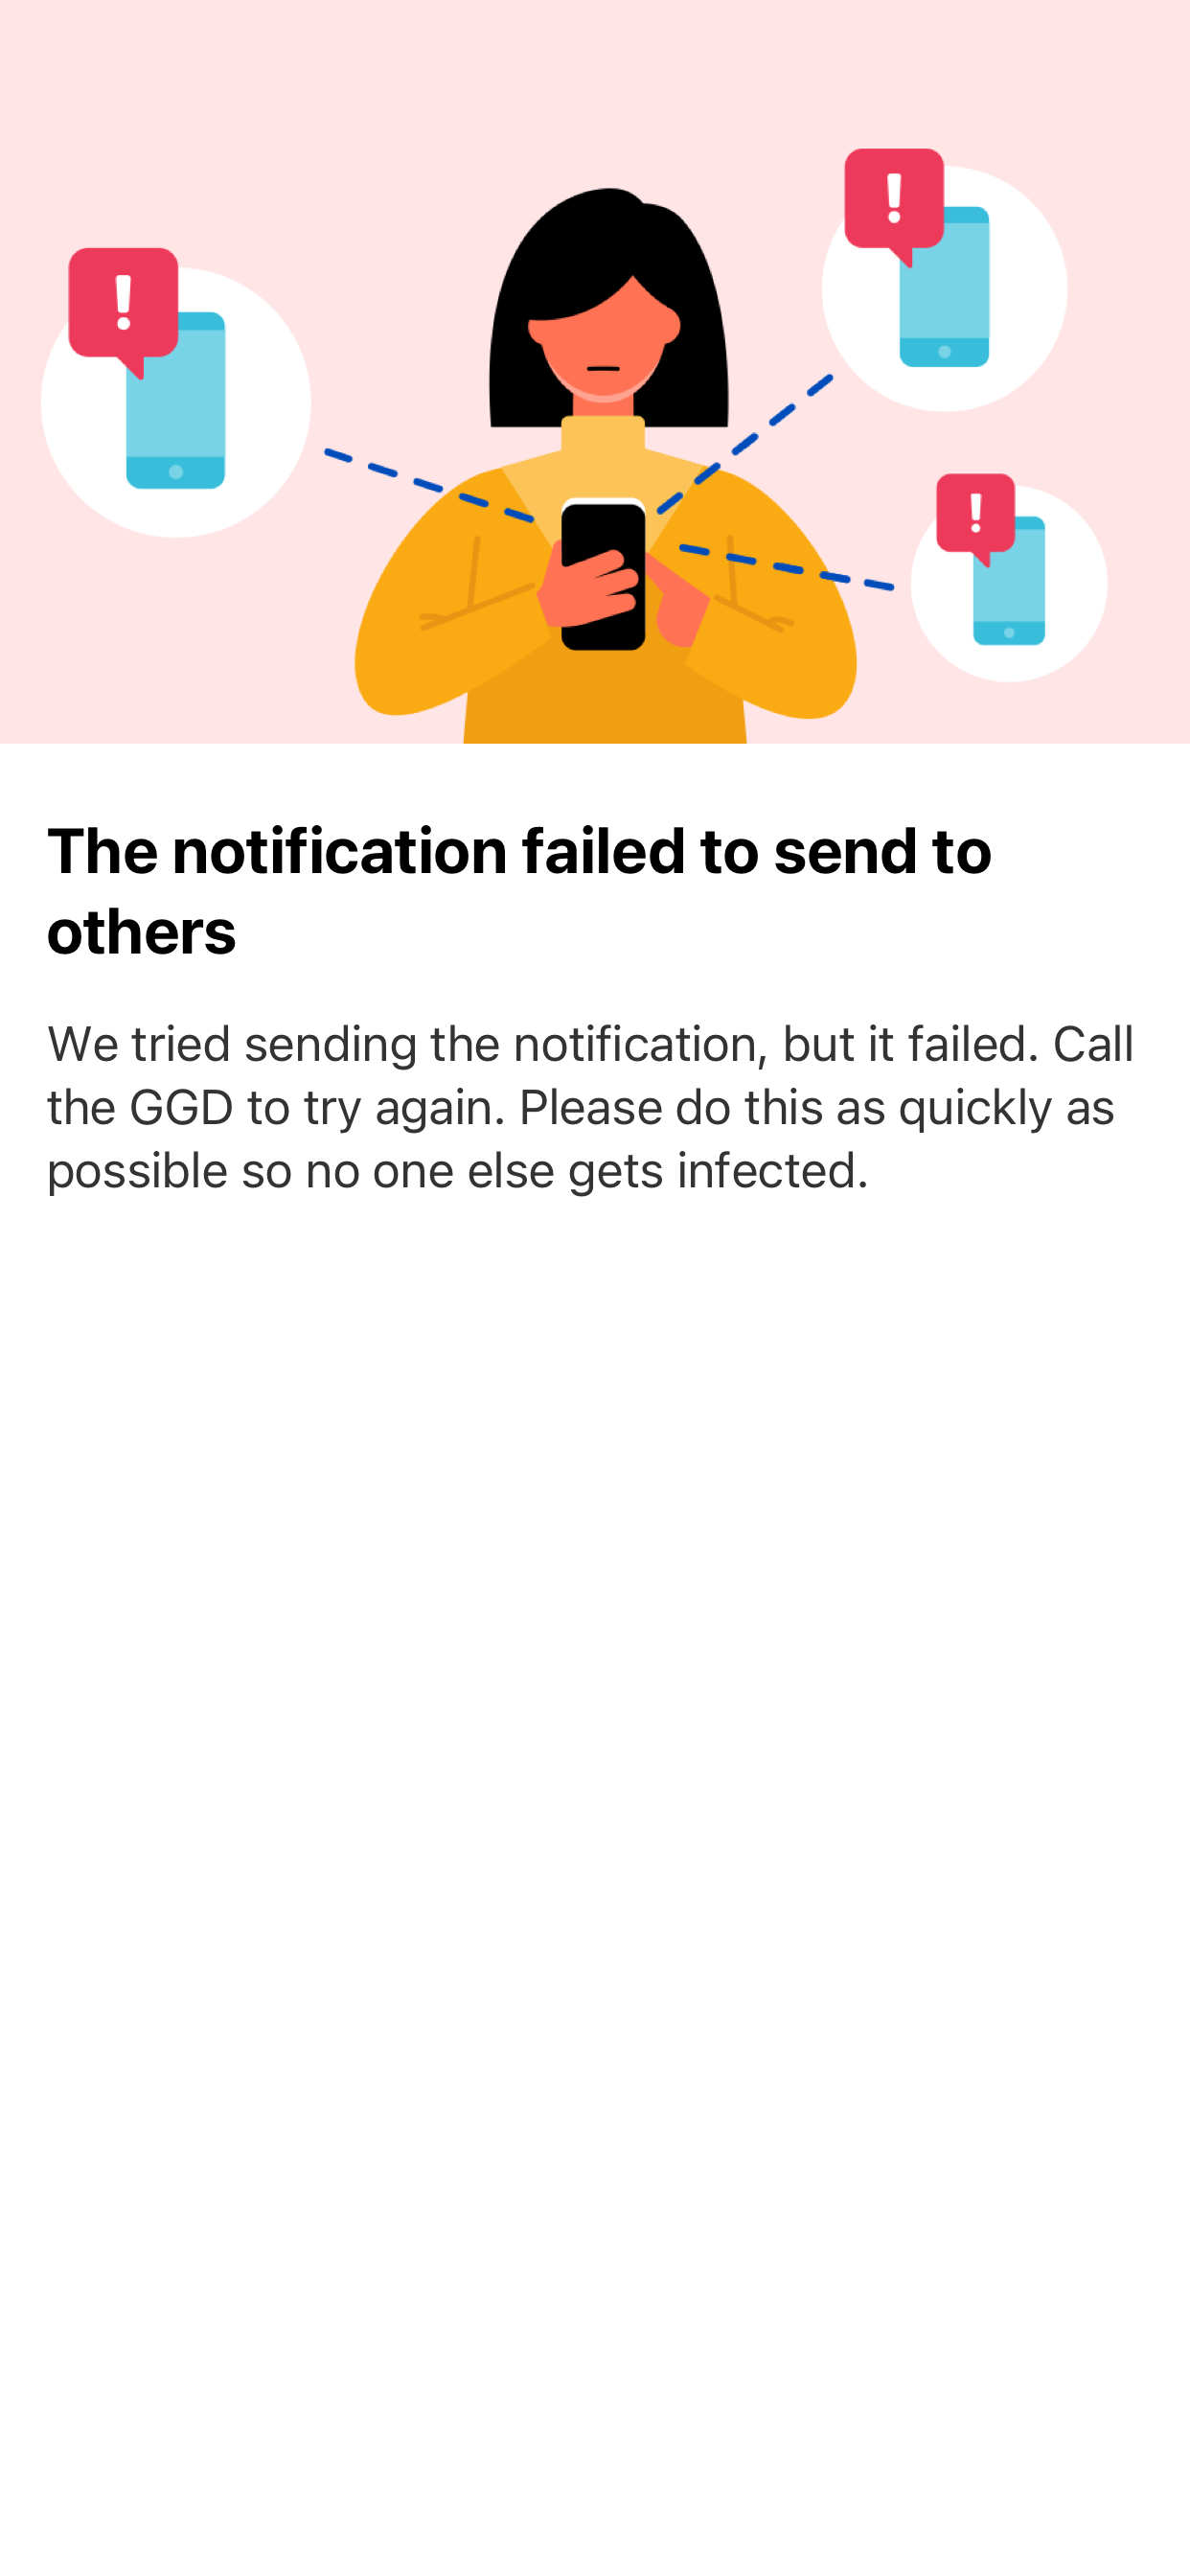 The notification failed to send to
others
We tried sending the notification, but it failed. Call
the GGD to try again. Please do this as quickly as
possible so no one else gets infected.